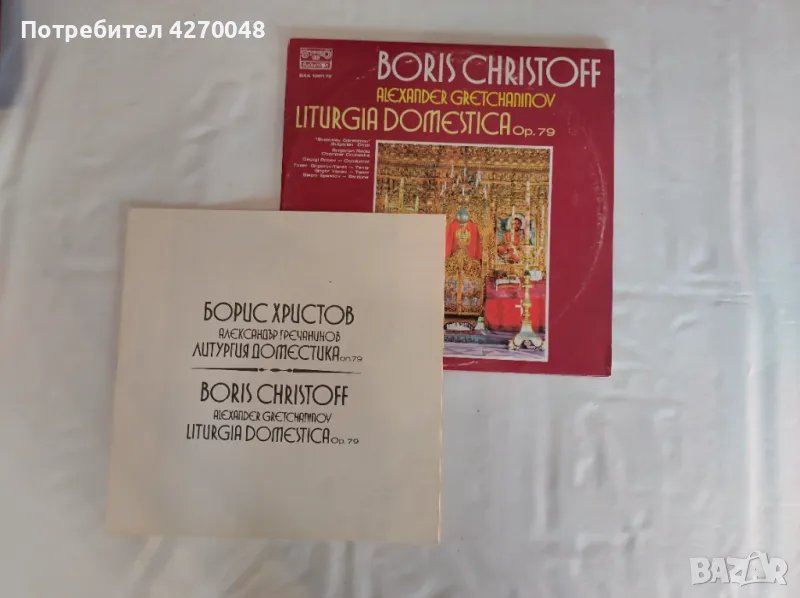 Потребител 4270048
BORIS CHRISTOFF
ALEXANDER GRETCHANINOV
LITURGIA DOMESTICA Op. 79
БОРИС ХРИСТОВ
АЛЕКСАНДЪР ГРЕЧАНИНОВ
ЛИТУРГИЯ ДОМЕСТИКА оп. 79
BORIS CHRISTOFF
ALEXANDER GRETCHANINOV
LITURGIA DOMESTICA Op. 79
BAZAR